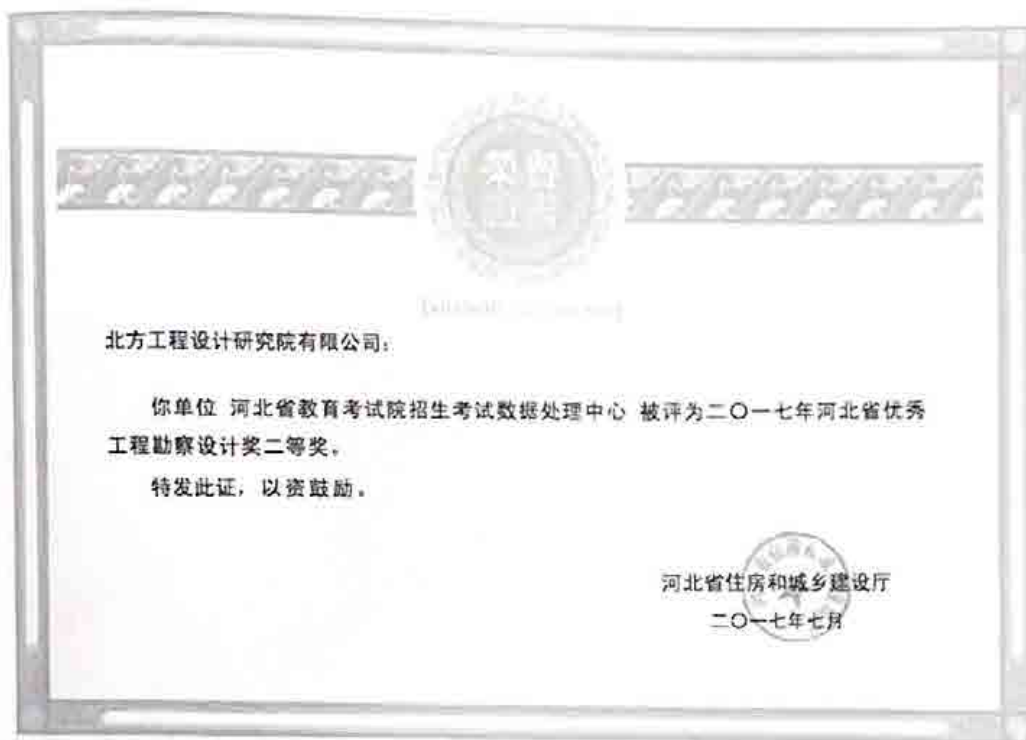 北方工程设计研究院有限公司：
你单位 河北省教育考试院招生考试数据处理中心 被评为二〇一七年河北省优秀
工程勘察设计奖二等奖。
特发此证，以资鼓励。
河北省住房和城乡建设厅
二〇一七年七月